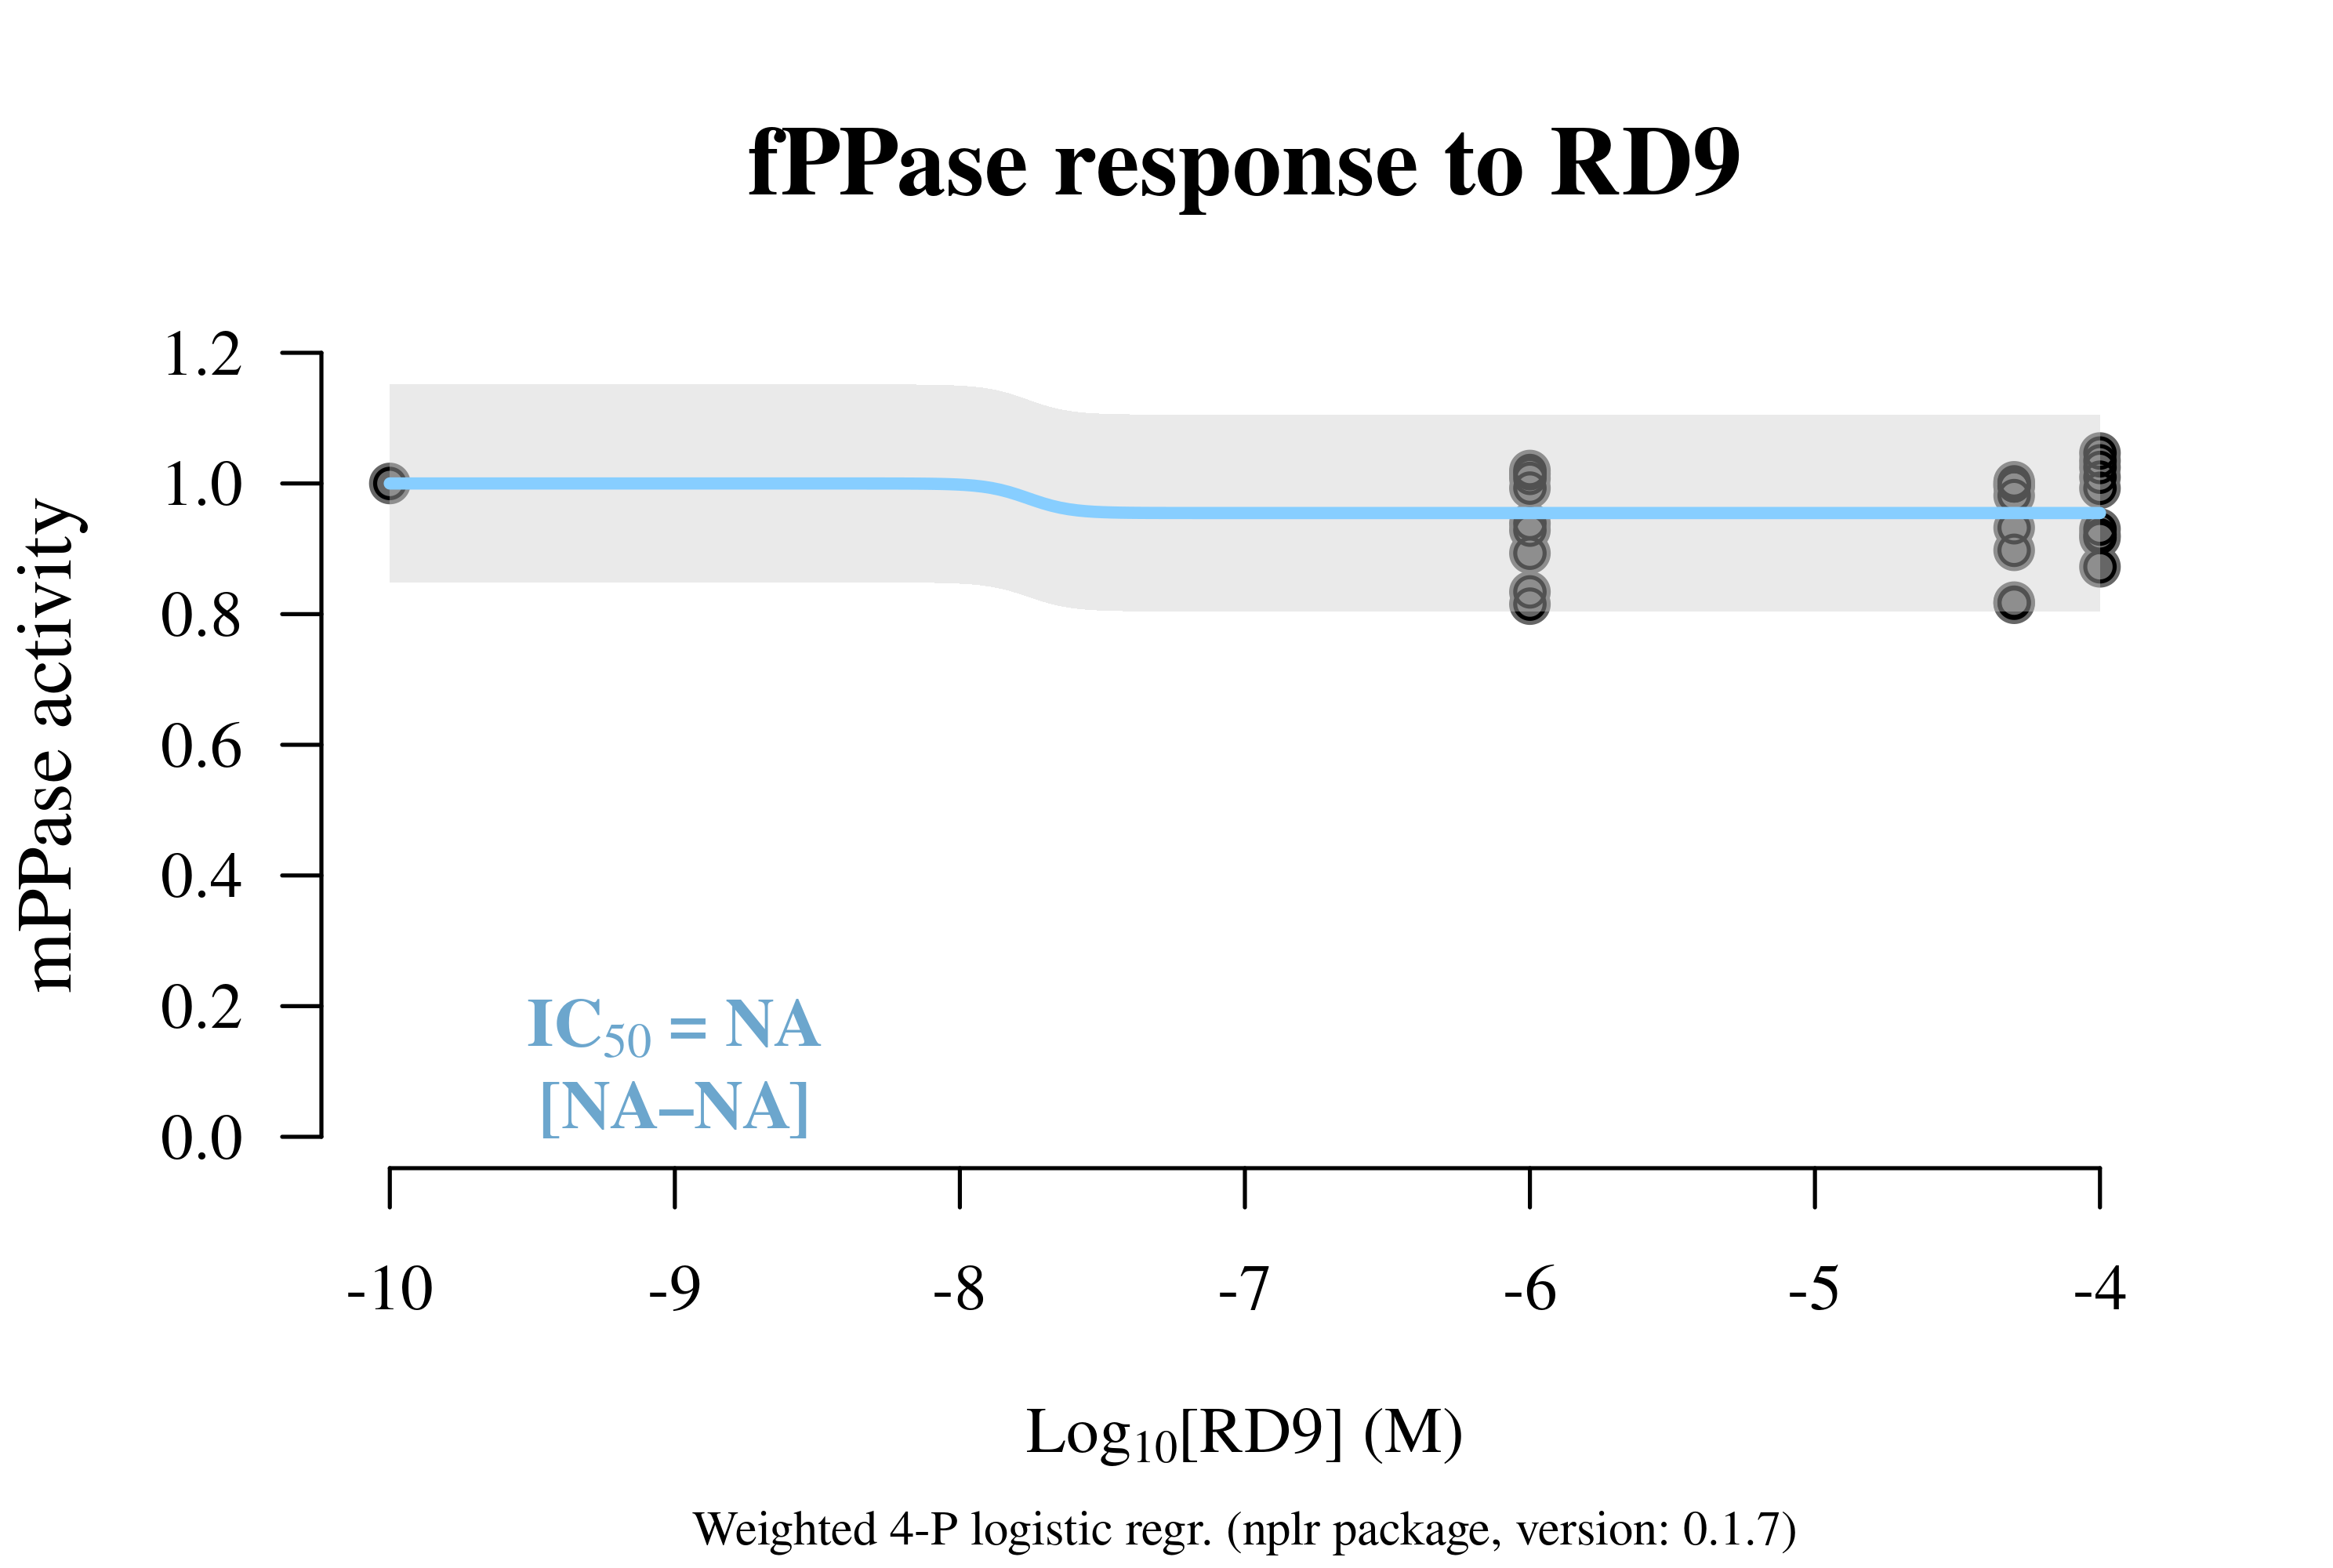 fPPase response to RD9
mPPase activity
1.2
1.0
0.8
0.6
0.4
0.2
0.0
IC50 = NA
[NA–NA]
-10 -9 -8 -7 -6 -5 -4
Log10[RD9] (M)
Weighted 4-P logistic regr. (nplr package, version: 0.1.7)